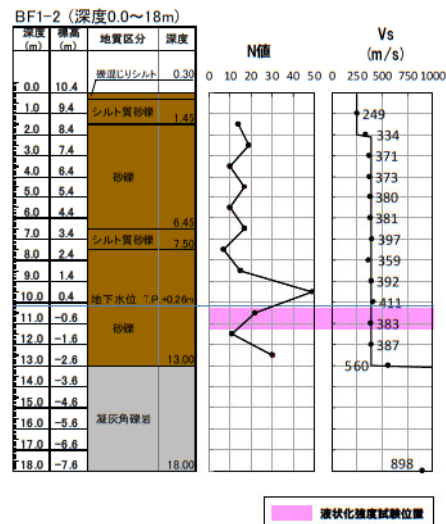 BF1-2 (深度0.0～18m)
深度(m) 標高(m) 地質区分 深度
N値
Vs (m/s)
礫混じりシルト 0.30
0 10 20 30 40 50
0 250 500 750 1000
0.0 10.4
1.0 9.4 シルト質砂礫 1.45 249
2.0 8.4 334
3.0 7.4 371
4.0 6.4 砂礫 373
5.0 5.4 380
6.0 4.4 6.45 381
7.0 3.4 シルト質砂礫 7.50 397
8.0 2.4 359
9.0 1.4 392
10.0 0.4 地下水位 T.P.+0.26m 411
11.0 -0.6 砂礫 383
12.0 -1.6 387
13.0 -2.6 13.00 560
14.0 -3.6
15.0 -4.6
16.0 -5.6 凝灰角礫岩
17.0 -6.6
18.0 -7.6 18.00 898
液状化強度試験位置